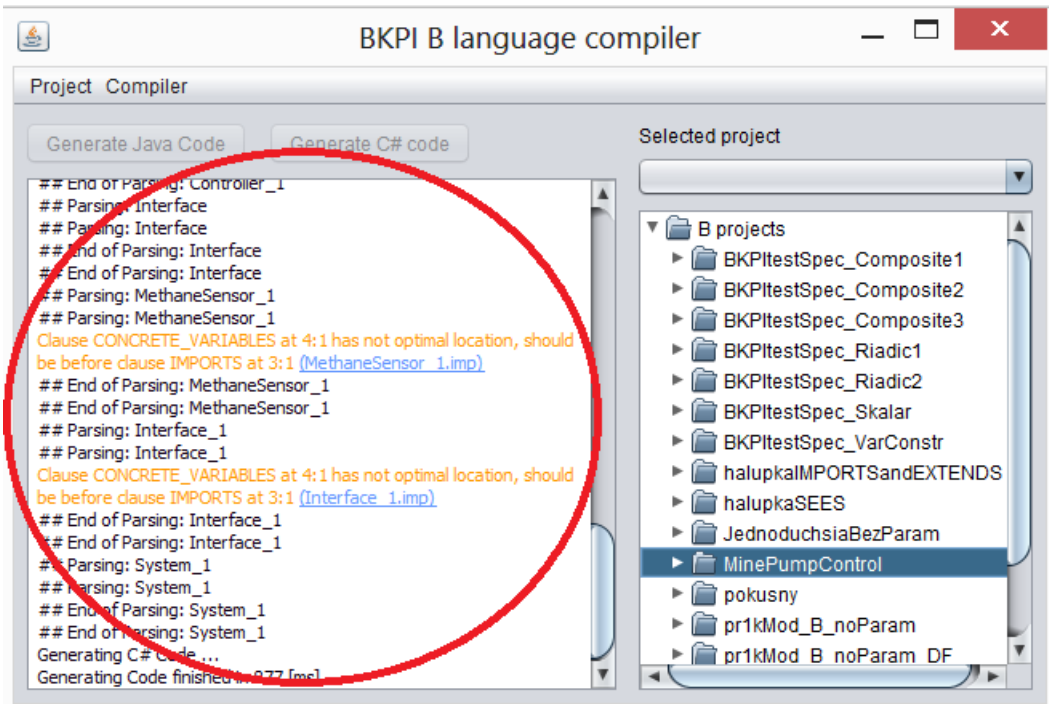 BKPI B language compiler
Project Compiler
Generate Java Code
Generate C# code
## End of Parsing: Controller_1
## Parsing: Interface
## Parsing: Interface
## End of Parsing: Interface
## End of Parsing: Interface
## Parsing: MethaneSensor_1
## Parsing: MethaneSensor_1
Clause CONCRETE_VARIABLES at 4:1 has not optimal location, should
be before clause IMPORTS at 3:1 (MethaneSensor_1.imp)
## End of Parsing: MethaneSensor_1
## End of Parsing: MethaneSensor_1
## Parsing: Interface_1
## Parsing: Interface_1
Clause CONCRETE_VARIABLES at 4:1 has not optimal location, should
be before clause IMPORTS at 3:1 (Interface_1.imp)
## End of Parsing: Interface_1
## End of Parsing: Interface_1
## Parsing: System_1
## Parsing: System_1
## End of Parsing: System_1
## End of Parsing: System_1
Generating C# Code ...
Generating Code finished in 977 [ms]
Selected project
B projects
BKPItestSpec_Composite1
BKPItestSpec_Composite2
BKPItestSpec_Composite3
BKPItestSpec_Riadic1
BKPItestSpec_Riadic2
BKPItestSpec_Skalar
BKPItestSpec_VarConstr
halupkaIMPORTSandEXTENDS
halupkaSEES
JednoduchsiaBezParam
MinePumpControl
pokusny
pr1kMod_B_noParam
pr1kMod_B_noParam_DF